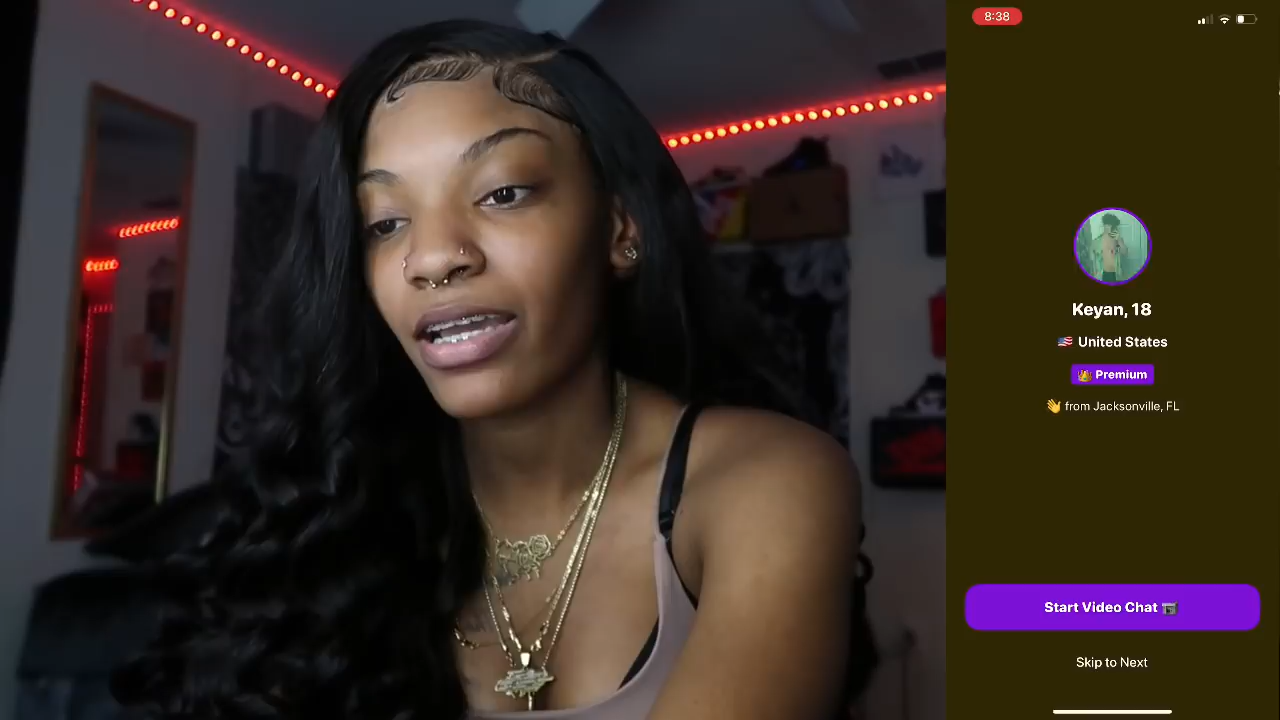 8:38
Keyan, 18
🇺🇸 United States
Premium
👋 from Jacksonville, FL
Start Video Chat
Skip to Next